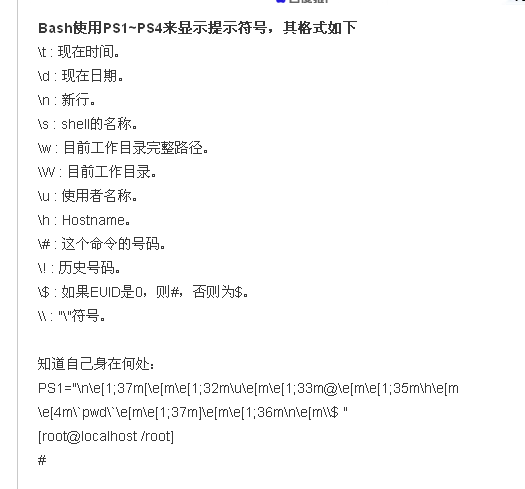 Bash使用PS1~PS4来显示提示符号，其格式如下
\t : 现在时间。
\d : 现在日期。
\n : 新行。
\s : shell的名称。
\w : 目前工作目录完整路径。
\W : 目前工作目录。
\u : 使用者名称。
\h : Hostname。
\# : 这个命令的号码。
\! : 历史号码。
\$ : 如果EUID是0，则#，否则为$。
\\ : "\"符号。
知道自己身在何处：
PS1="\n\e[1;37m[\e[m\e[1;32m\u\e[m\e[1;33m@\e[m\e[1;35m\h\e[m
\e[4m\`pwd\`\e[m\e[1;37m]\e[m\e[1;36m\n\e[m\\$ "
[root@localhost /root]
#